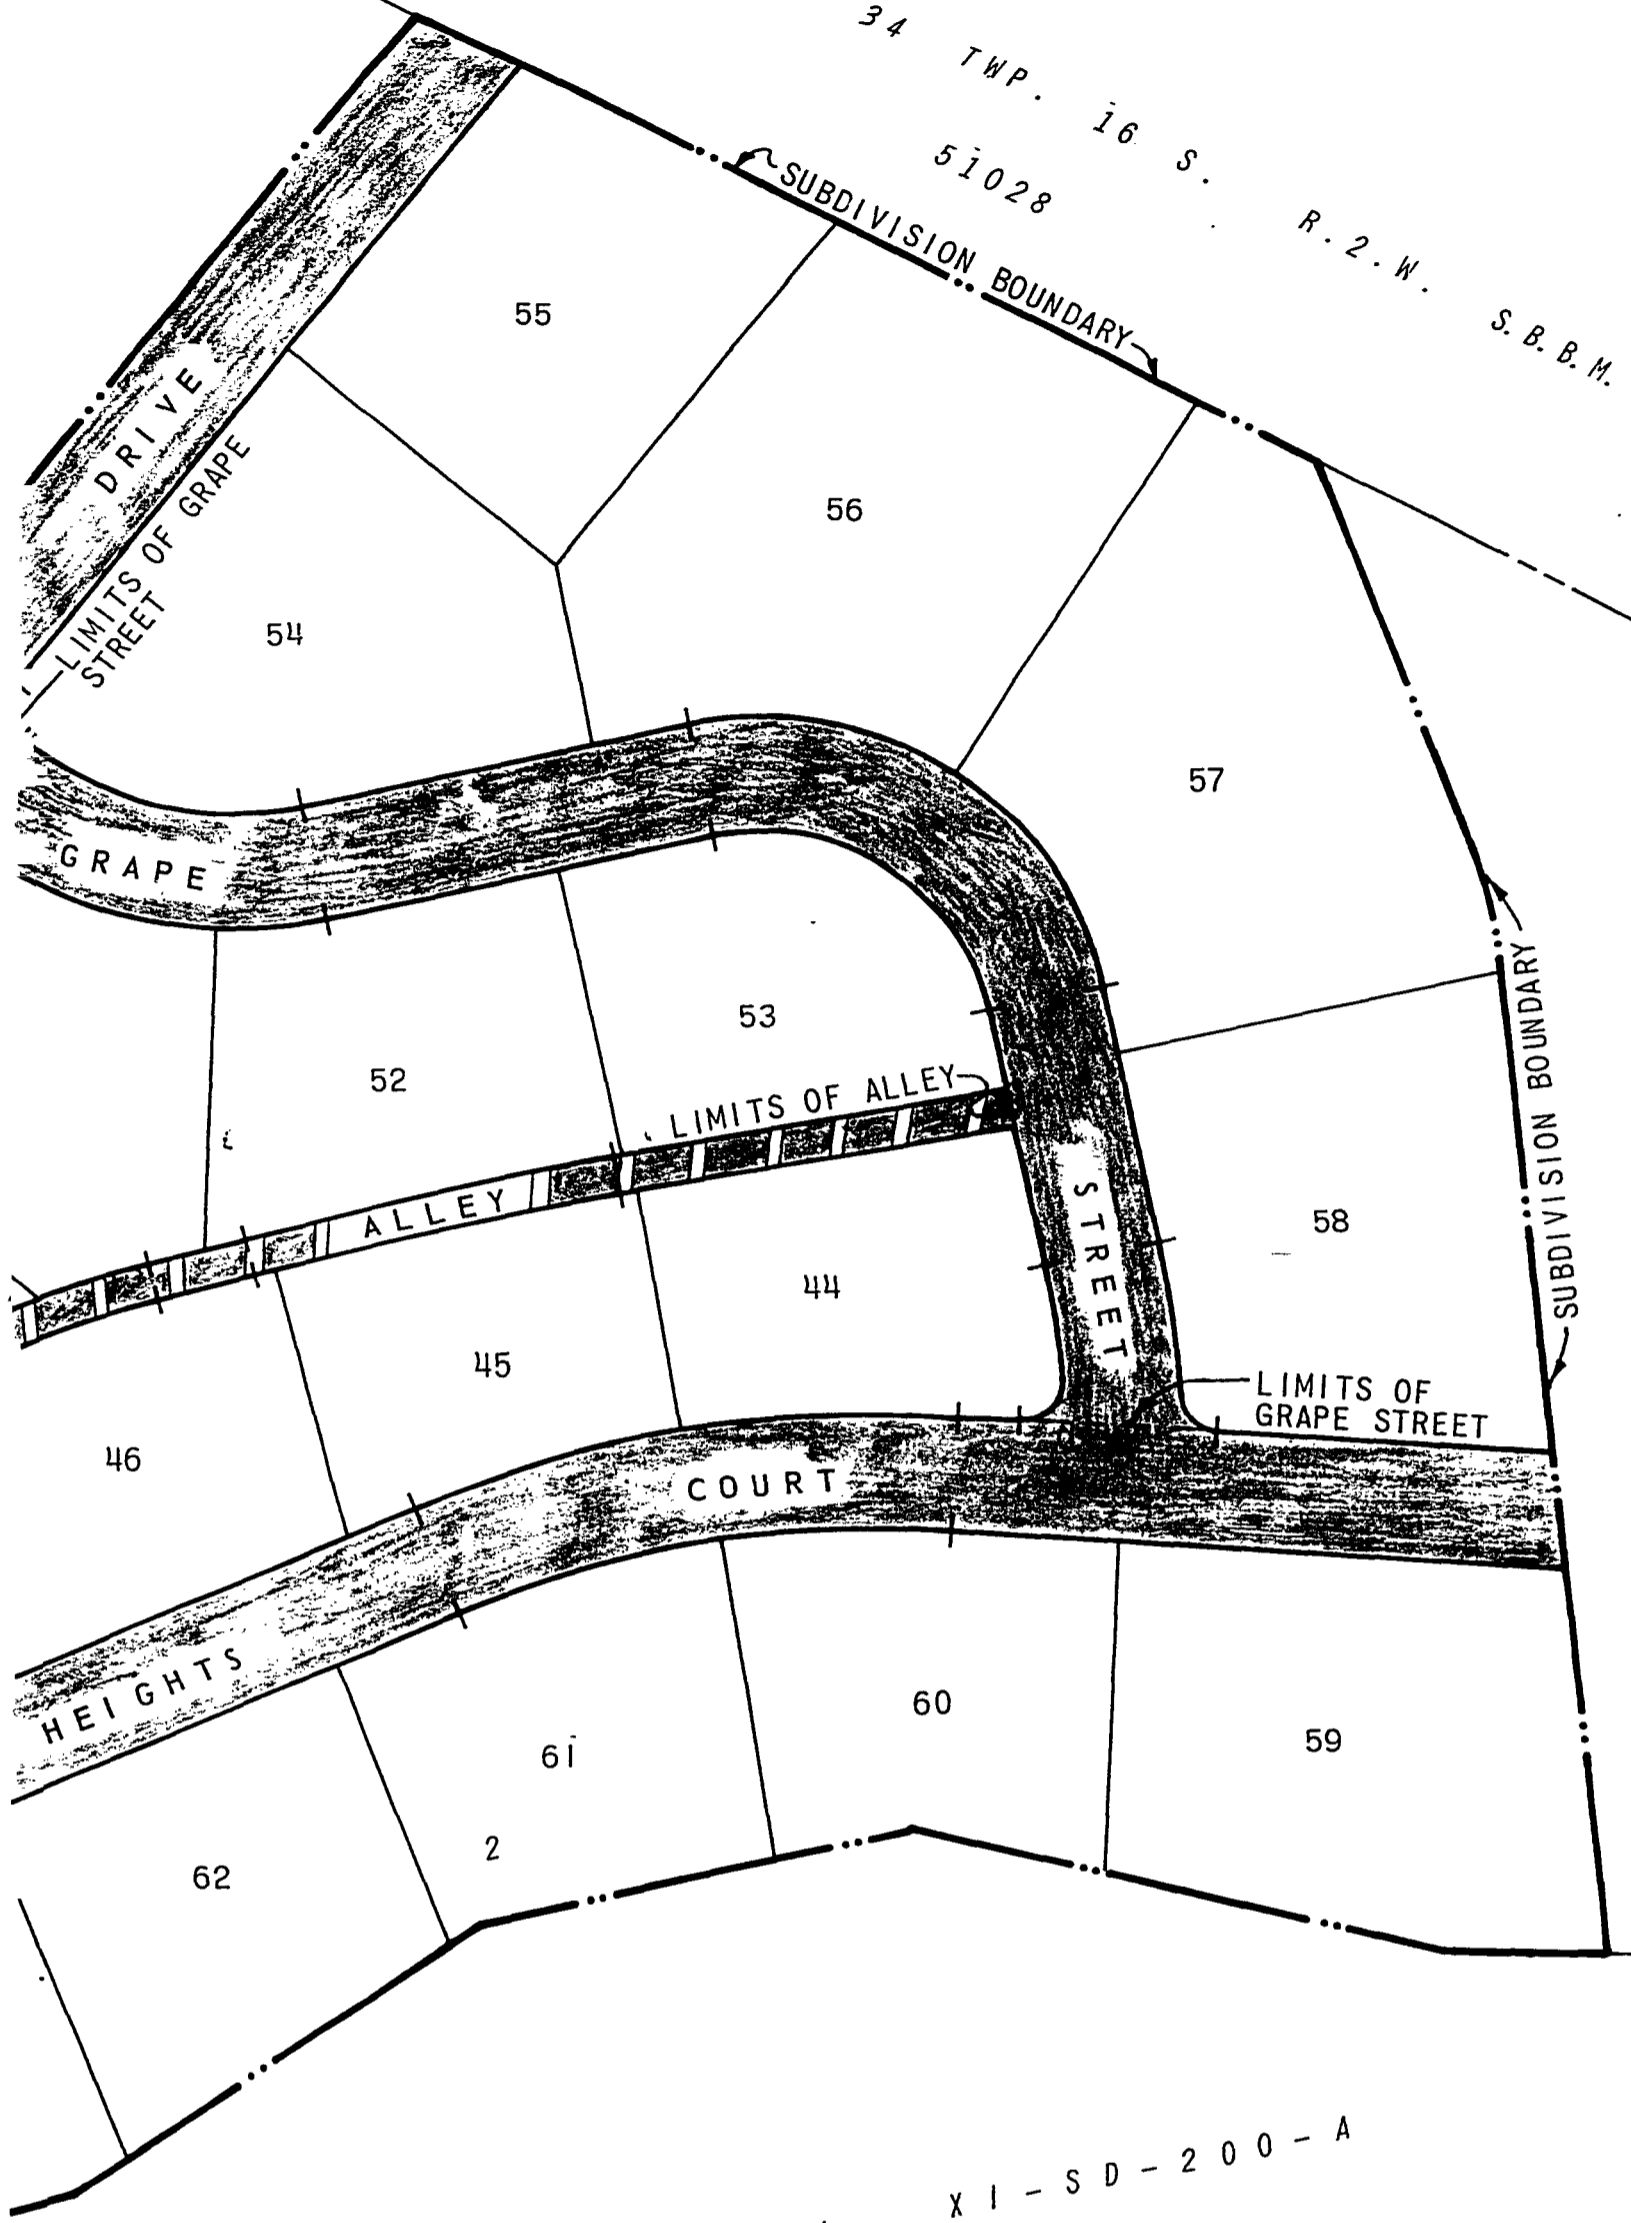 34 TWP. 16 S. R.2.W. S.B.B.M.
51028
SUBDIVISION BOUNDARY
55
DRIVE
LIMITS OF GRAPE
STREET
56
54
57
GRAPE
53
52
LIMITS OF ALLEY
SUBDIVISION BOUNDARY
ALLEY
STREET
58
44
45
LIMITS OF
GRAPE STREET
46
COURT
HEIGHTS
60
59
61
2
62
XI-SD-200-A